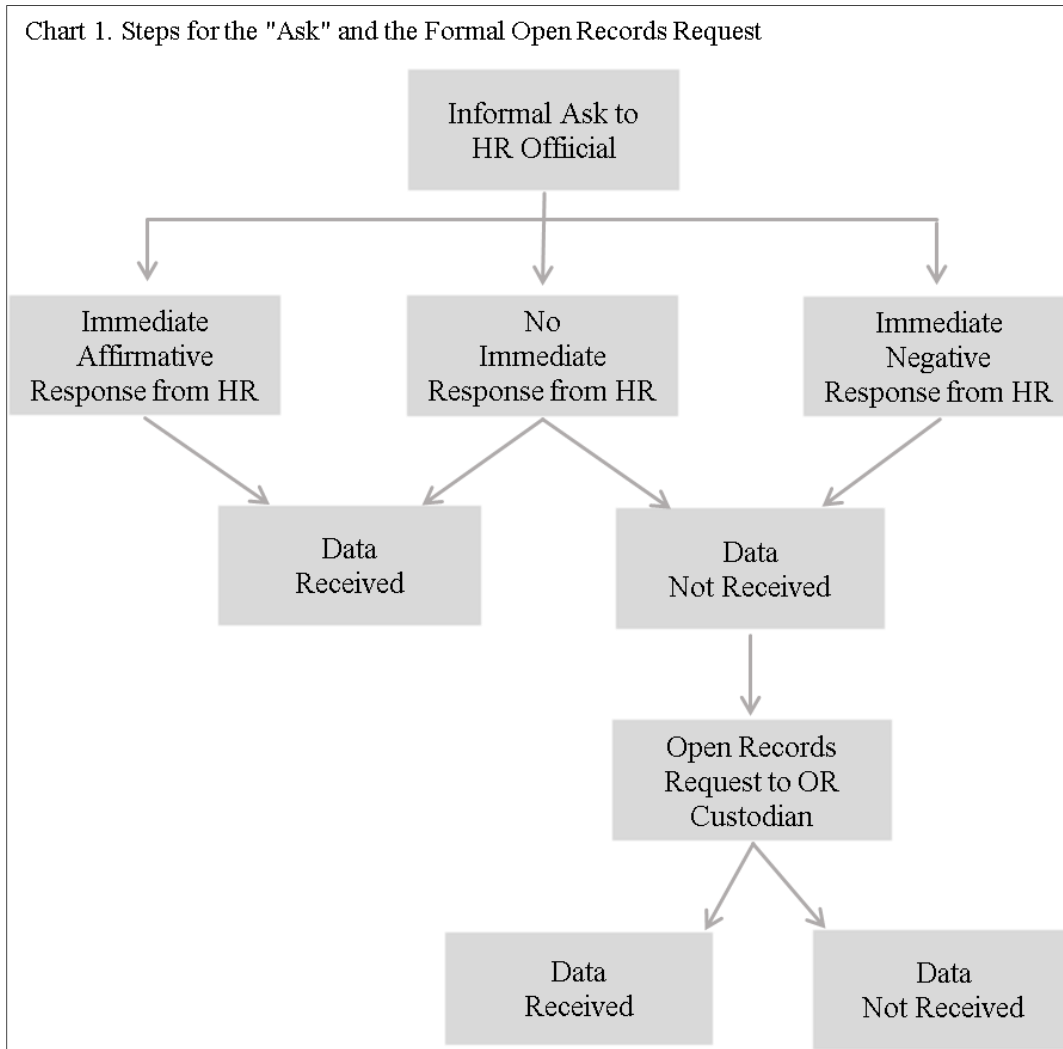 Chart 1. Steps for the "Ask" and the Formal Open Records Request
Informal Ask to
HR Offiicial
Immediate
Affirmative
Response from HR
No
Immediate
Response from HR
Immediate
Negative
Response from HR
Data
Received
Data
Not Received
Open Records
Request to OR
Custodian
Data
Received
Data
Not Received